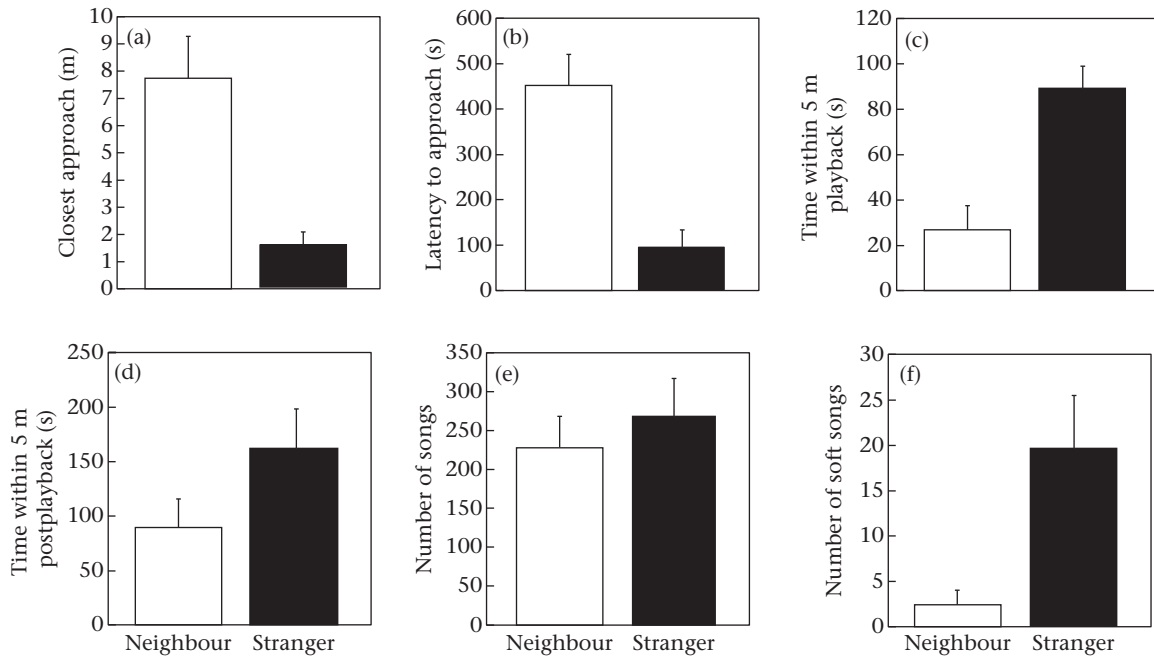 (a)
Closest approach (m)
10
9
8
7
6
5
4
3
2
1
0
(b)
Latency to approach (s)
600
500
400
300
200
100
0
(c)
Time within 5 m
playback (s)
120
100
80
60
40
20
0
(d)
Time within 5 m
postplayback (s)
250
200
150
100
50
0
Neighbour Stranger
(e)
Number of songs
350
300
250
200
150
100
50
0
Neighbour Stranger
(f)
Number of soft songs
30
25
20
15
10
5
0
Neighbour Stranger